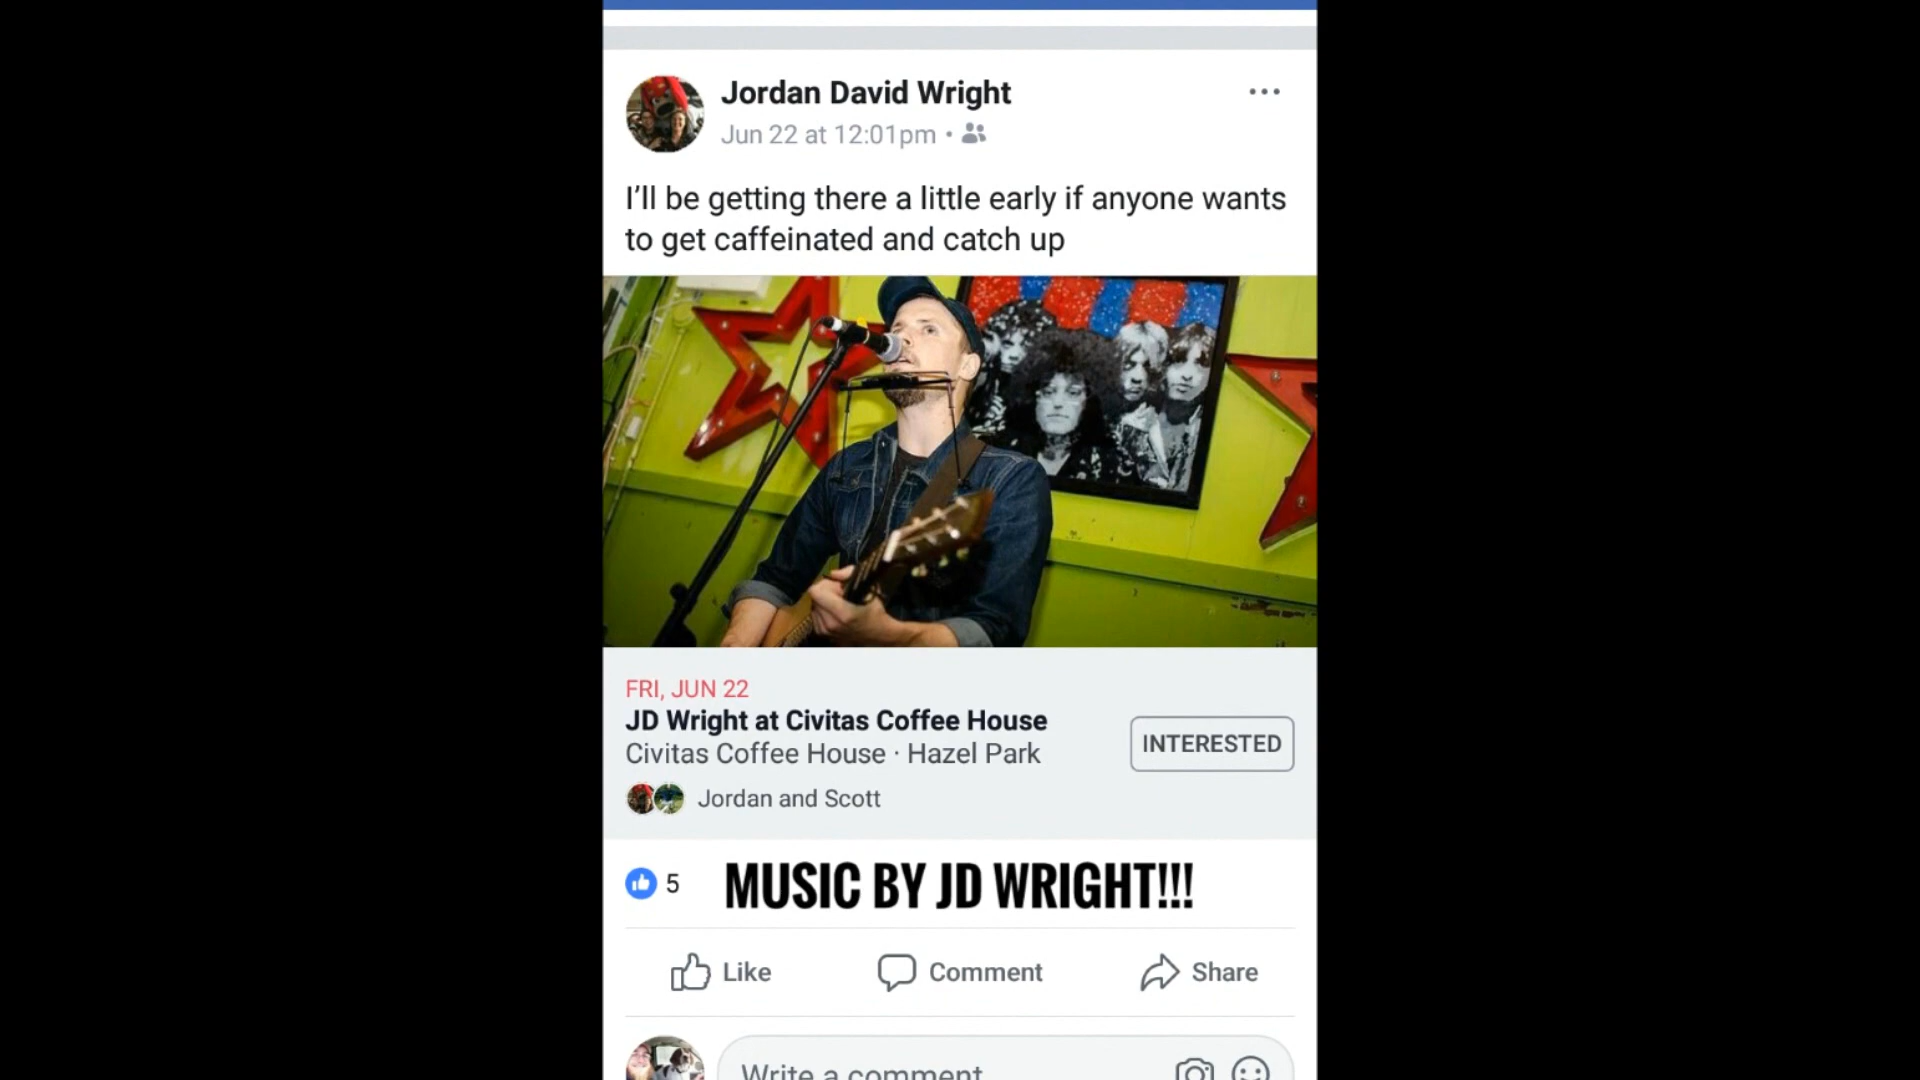 Jordan David Wright
Jun 22 at 12:01pm •
I'll be getting there a little early if anyone wants
to get caffeinated and catch up
FRI, JUN 22
JD Wright at Civitas Coffee House
Civitas Coffee House · Hazel Park
INTERESTED
Jordan and Scott
5
MUSIC BY JD WRIGHT!!!
Like
Comment
Share
Write a comment